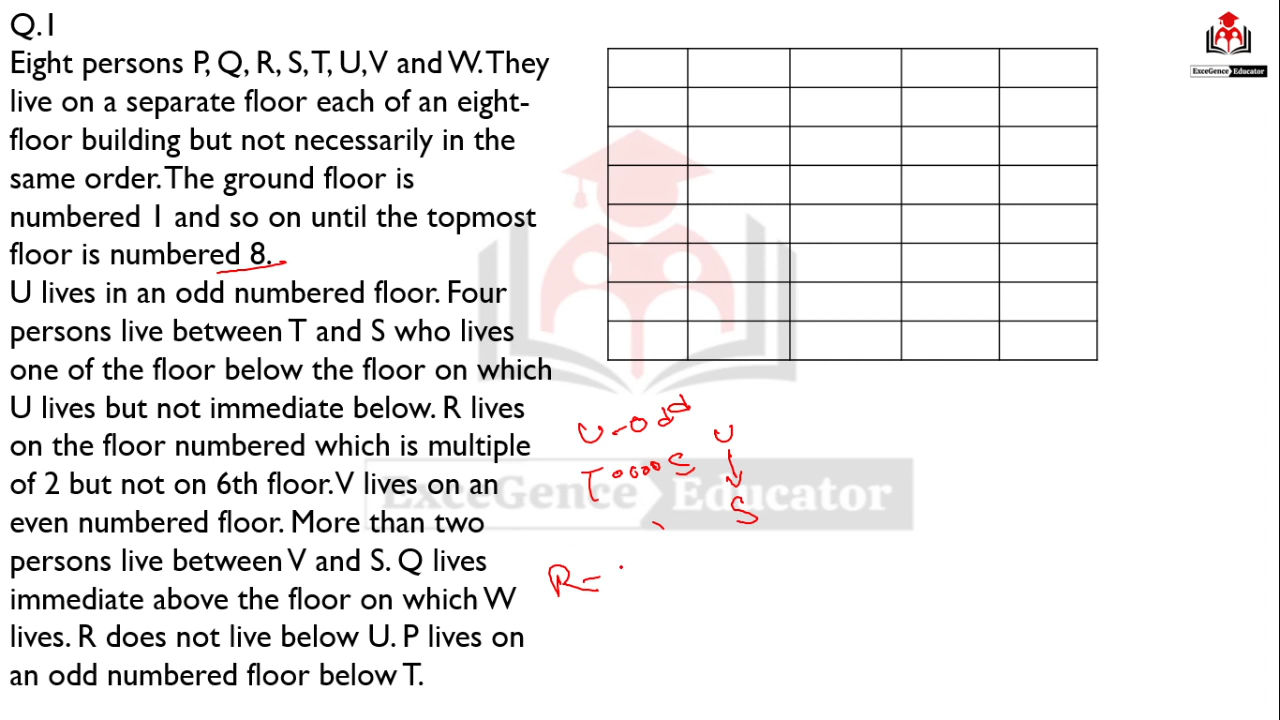 Q.1
Eight persons P, Q, R, S, T, U, V and W. They
live on a separate floor each of an eight-
floor building but not necessarily in the
same order. The ground floor is
numbered 1 and so on until the topmost
floor is numbered 8.
U lives in an odd numbered floor. Four
persons live between T and S who lives
one of the floor below the floor on which
U lives but not immediate below. R lives
on the floor numbered which is multiple
of 2 but not on 6th floor. V lives on an
even numbered floor. More than two
persons live between V and S. Q lives
immediate above the floor on which W
lives. R does not live below U. P lives on
an odd numbered floor below T.
ExceGence Educator
U - Odd
T 0000 S
U
S
R =
ExceGence Educator